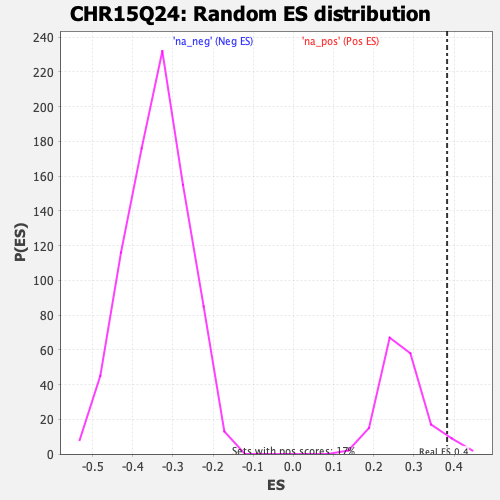 CHR15Q24: Random ES distribution
'na_neg' (Neg ES) 'na_pos' (Pos ES)
240
220
200
180
160
140
120
100
80
60
40
20
0
P(ES)
Sets with pos scores: 17%
Real ES 0.4
-0.5 -0.4 -0.3 -0.2 -0.1 0.0 0.1 0.2 0.3 0.4
ES